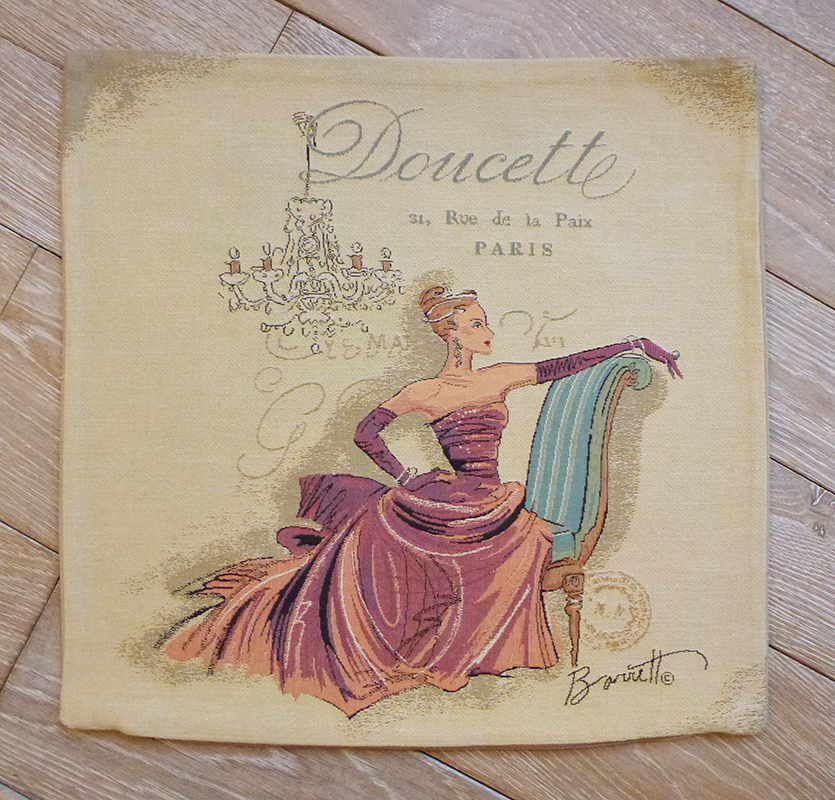 Doucette
31, Rue de la Paix
PARIS
Barrett©